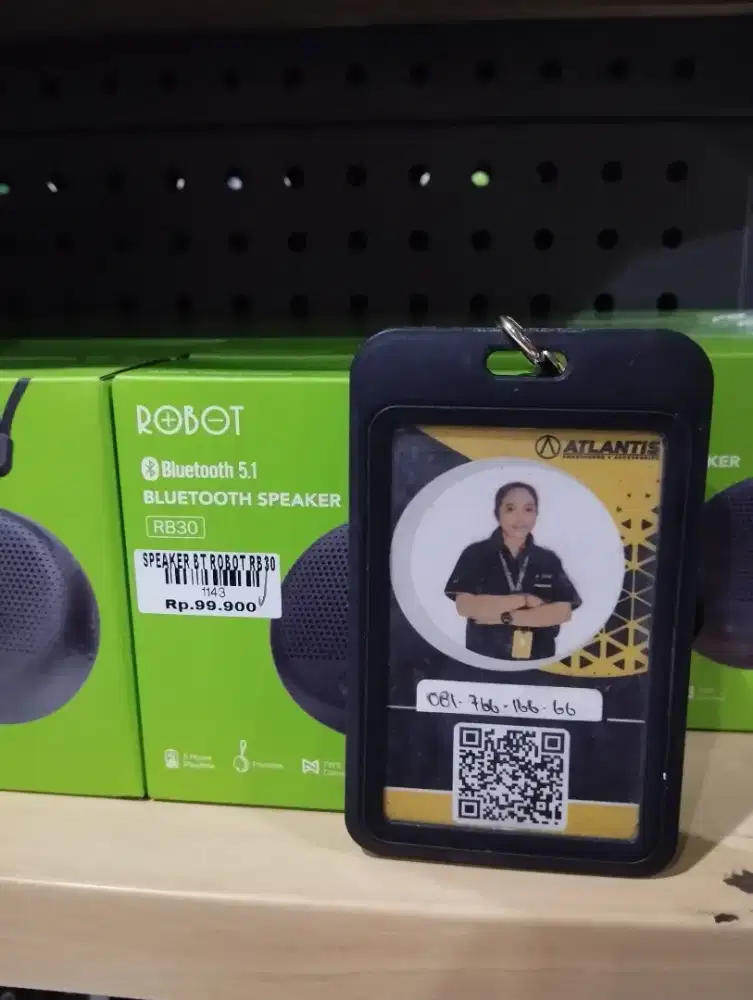 ROBOT
Bluetooth 5.1
BLUETOOTH SPEAKER
RB30
SPEAKER BT ROBOT RB30
1143
Rp.99.900
ATLANTIS
081-766-166-66
KER